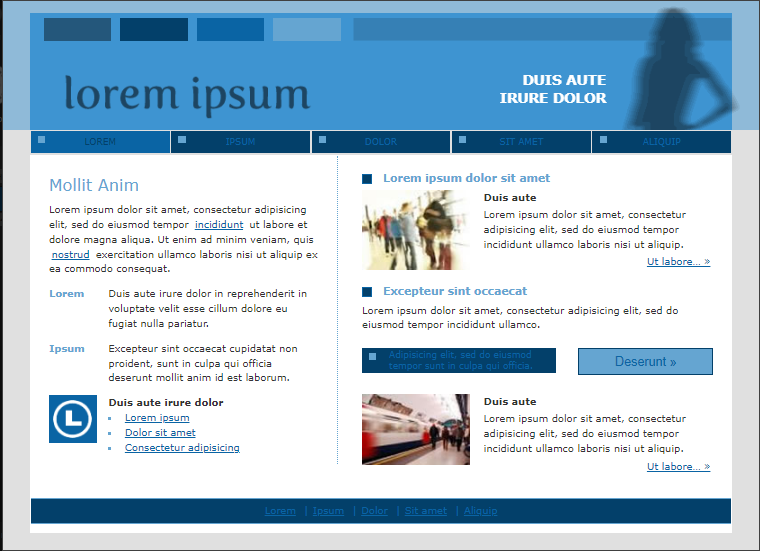 lorem ipsum
DUIS AUTE
IRURE DOLOR
LOREM
IPSUM
DOLOR
SIT AMET
ALIQUIP
Mollit Anim
Lorem ipsum dolor sit amet, consectetur adipisicing
elit, sed do eiusmod tempor incididunt ut labore et
dolore magna aliqua. Ut enim ad minim veniam, quis
nostrud exercitation ullamco laboris nisi ut aliquip ex
ea commodo consequat.
Lorem
Duis aute irure dolor in reprehenderit in
voluptate velit esse cillum dolore eu
fugiat nulla pariatur.
Ipsum
Excepteur sint occaecat cupidatat non
proident, sunt in culpa qui officia
deserunt mollit anim id est laborum.
Duis aute irure dolor
Lorem ipsum
Dolor sit amet
Consectetur adipisicing
Lorem ipsum dolor sit amet
Duis aute
Lorem ipsum dolor sit amet, consectetur
adipisicing elit, sed do eiusmod tempor
incididunt ullamco laboris nisi ut aliquip.
Ut labore... »
Excepteur sint occaecat
Lorem ipsum dolor sit amet, consectetur adipisicing elit, sed do
eiusmod tempor incididunt ullamco.
Adipisicing elit, sed do eiusmod
tempor sunt in culpa qui officia.
Deserunt »
Duis aute
Lorem ipsum dolor sit amet, consectetur
adipisicing elit, sed do eiusmod tempor
incididunt ullamco laboris nisi ut aliquip.
Ut labore... »
Lorem | Ipsum | Dolor | Sit amet | Aliquip